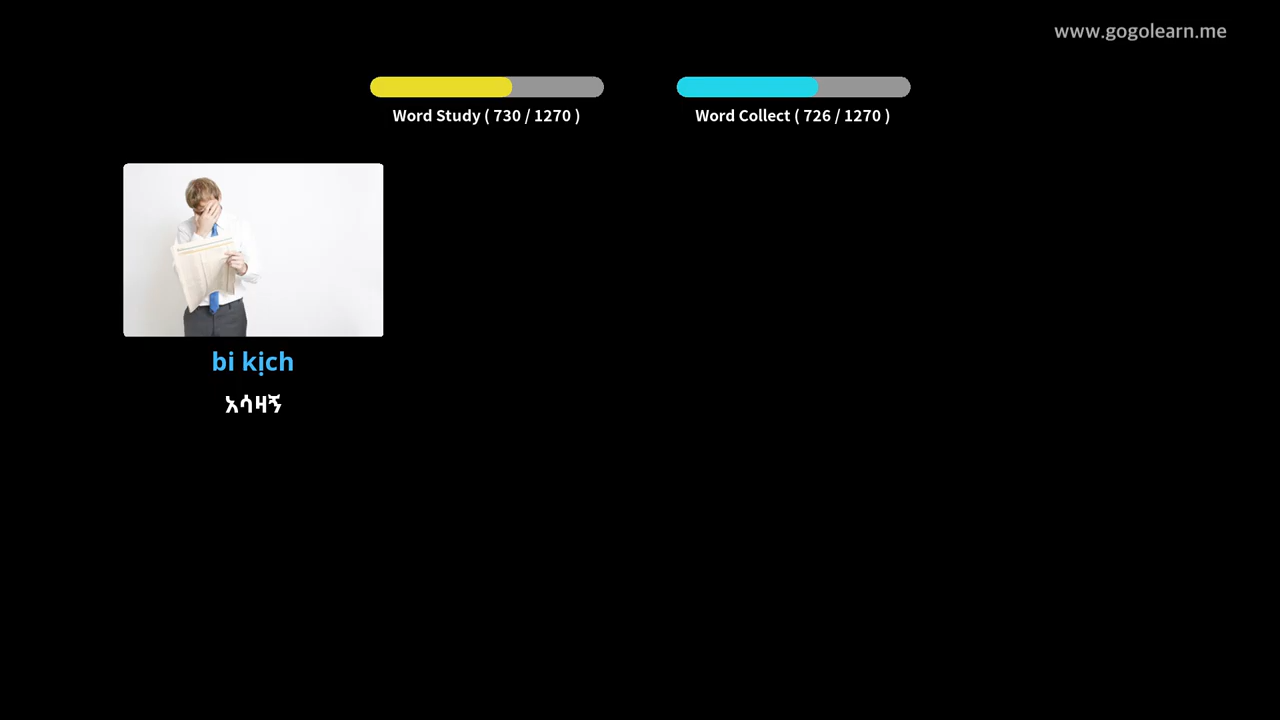 www.gogolearn.me
Word Study ( 730 / 1270 )
Word Collect ( 726 / 1270 )
bi kịch
አሳዛኝ